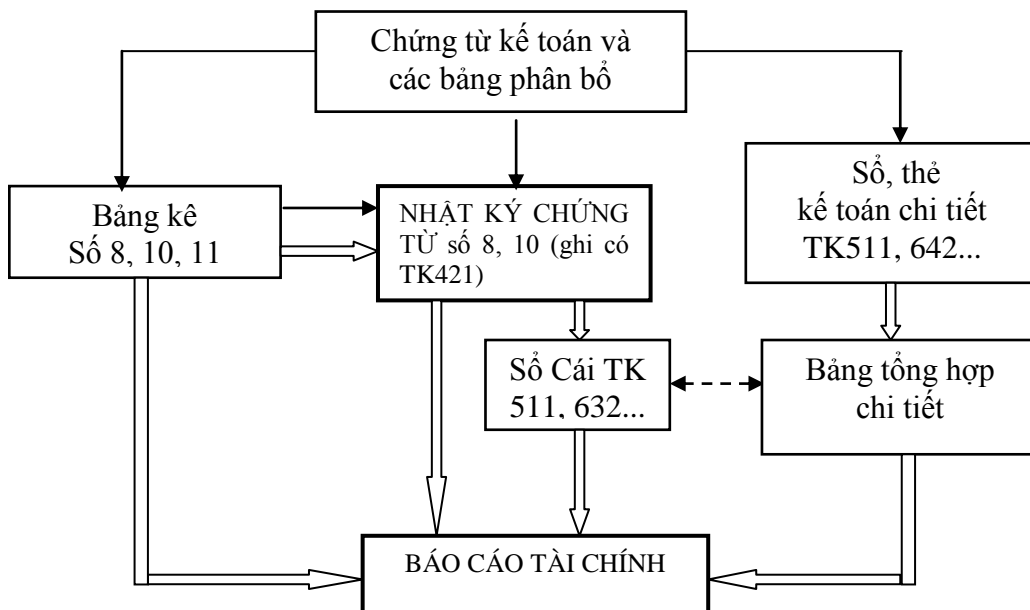 Chứng từ kế toán và
các bảng phân bổ
Bảng kê
Số 8, 10, 11
NHẬT KÝ CHỨNG
TỪ số 8, 10 (ghi có
TK421)
Sổ, thẻ
kế toán chi tiết
TK511, 642...
Sổ Cái TK
511, 632...
Bảng tổng hợp
chi tiết
BÁO CÁO TÀI CHÍNH